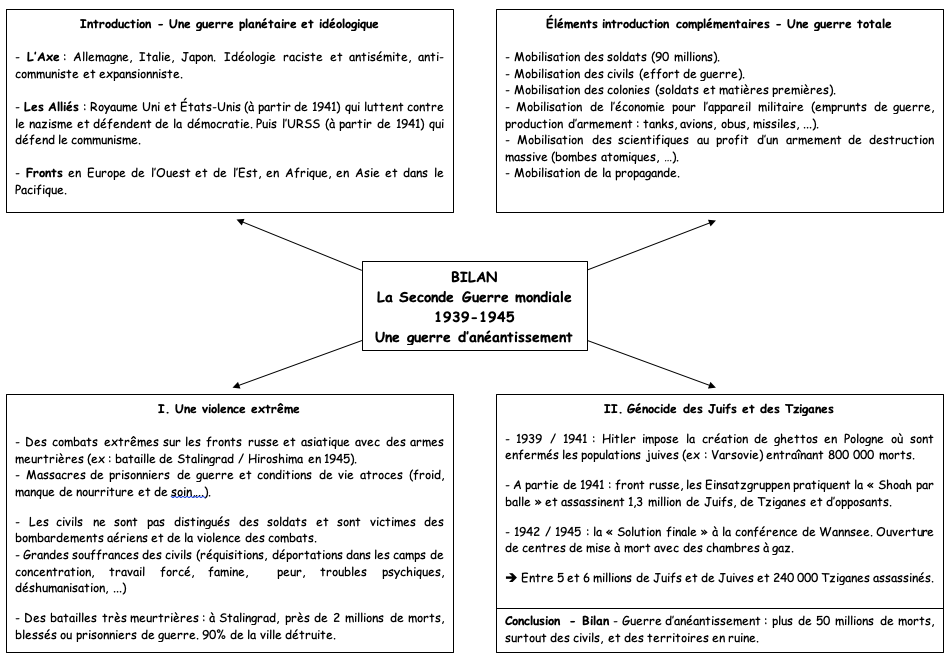 Introduction - Une guerre planétaire et idéologique
- L'Axe : Allemagne, Italie, Japon. Idéologie raciste et antisémite, anti-
communiste et expansionniste.
- Les Alliés : Royaume Uni et États-Unis (à partir de 1941) qui luttent contre
le nazisme et défendent de la démocratie. Puis l'URSS (à partir de 1941) qui
défend le communisme.
- Fronts en Europe de l'Ouest et de l'Est, en Afrique, en Asie et dans le
Pacifique.
Éléments introduction complémentaires - Une guerre totale
- Mobilisation des soldats (90 millions).
- Mobilisation des civils (effort de guerre).
- Mobilisation des colonies (soldats et matières premières).
- Mobilisation de l'économie pour l'appareil militaire (emprunts de guerre,
production d'armement : tanks, avions, obus, missiles, ...).
- Mobilisation des scientifiques au profit d'un armement de destruction
massive (bombes atomiques, …).
- Mobilisation de la propagande.
BILAN
La Seconde Guerre mondiale
1939-1945
Une guerre d'anéantissement
I. Une violence extrême
- Des combats extrêmes sur les fronts russe et asiatique avec des armes
meurtrières (ex : bataille de Stalingrad / Hiroshima en 1945).
- Massacres de prisonniers de guerre et conditions de vie atroces (froid,
manque de nourriture et de soin,…).
- Les civils ne sont pas distingués des soldats et sont victimes des
bombardements aériens et de la violence des combats.
- Grandes souffrances des civils (réquisitions, déportations dans les camps de
concentration, travail forcé, famine, peur, troubles psychiques,
déshumanisation, ...)
- Des batailles très meurtrières : à Stalingrad, près de 2 millions de morts,
blessés ou prisonniers de guerre. 90% de la ville détruite.
II. Génocide des Juifs et des Tziganes
- 1939 / 1941 : Hitler impose la création de ghettos en Pologne où sont
enfermés les populations juives (ex : Varsovie) entraînant 800 000 morts.
- A partie de 1941 : front russe, les Einsatzgruppen pratiquent la « Shoah par
balle » et assassinent 1,3 million de Juifs, de Tziganes et d'opposants.
- 1942 / 1945 : la « Solution finale » à la conférence de Wannsee. Ouverture
de centres de mise à mort avec des chambres à gaz.
➔ Entre 5 et 6 millions de Juifs et de Juives et 240 000 Tziganes assassinés.
Conclusion - Bilan - Guerre d'anéantissement : plus de 50 millions de morts,
surtout des civils, et des territoires en ruine.